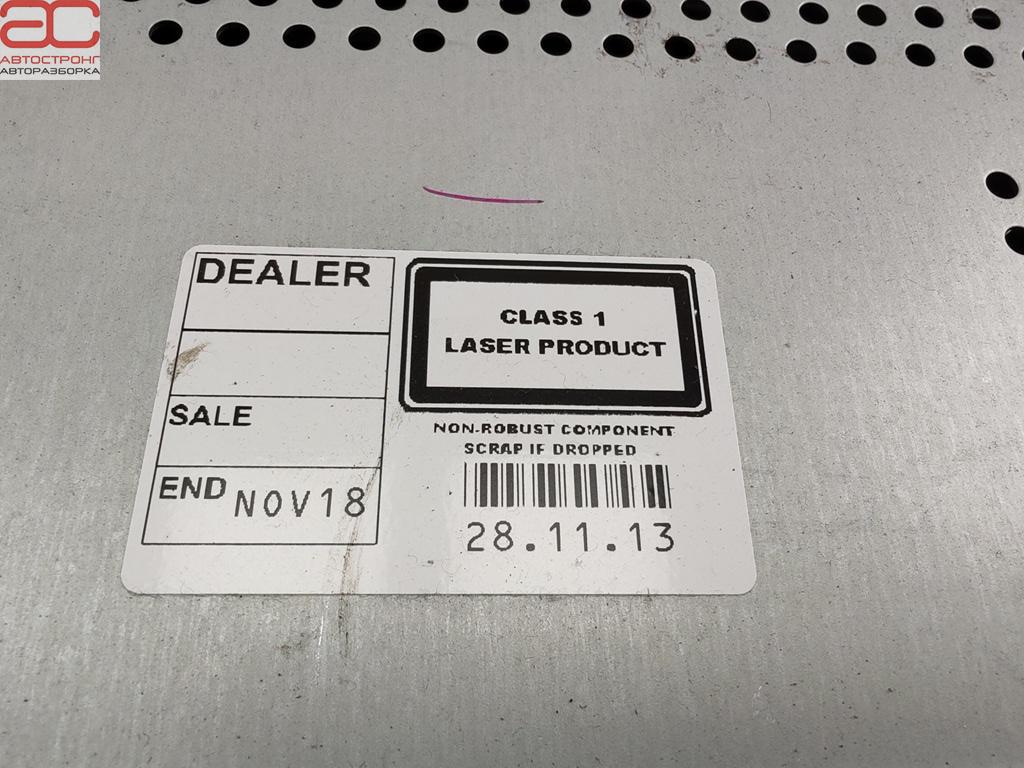 ас
АВТОСТРОНГ
АВТОРАЗБОРКА
DEALER
SALE
END NOV18
CLASS 1
LASER PRODUCT
NON-ROBUST COMPONENT
SCRAP IF DROPPED
28.11.13